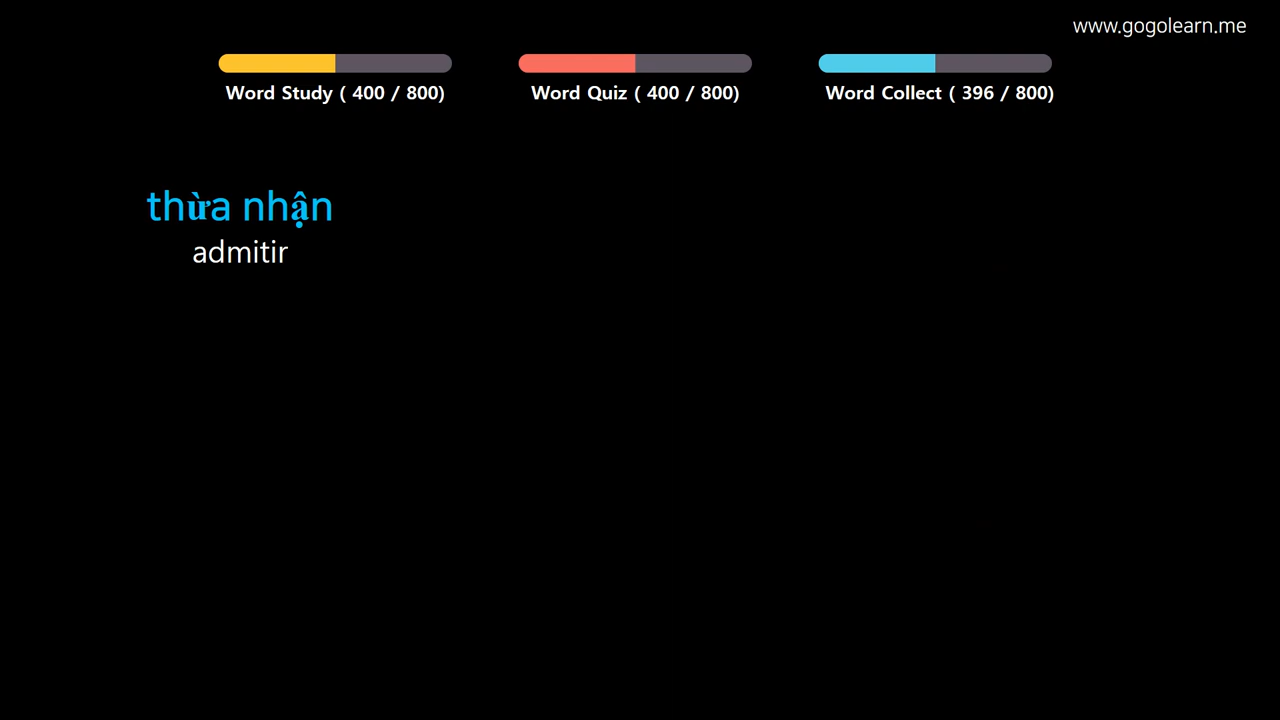 www.gogolearn.me
Word Study ( 400 / 800)
Word Quiz ( 400 / 800)
Word Collect ( 396 / 800)
thừa nhận
admitir